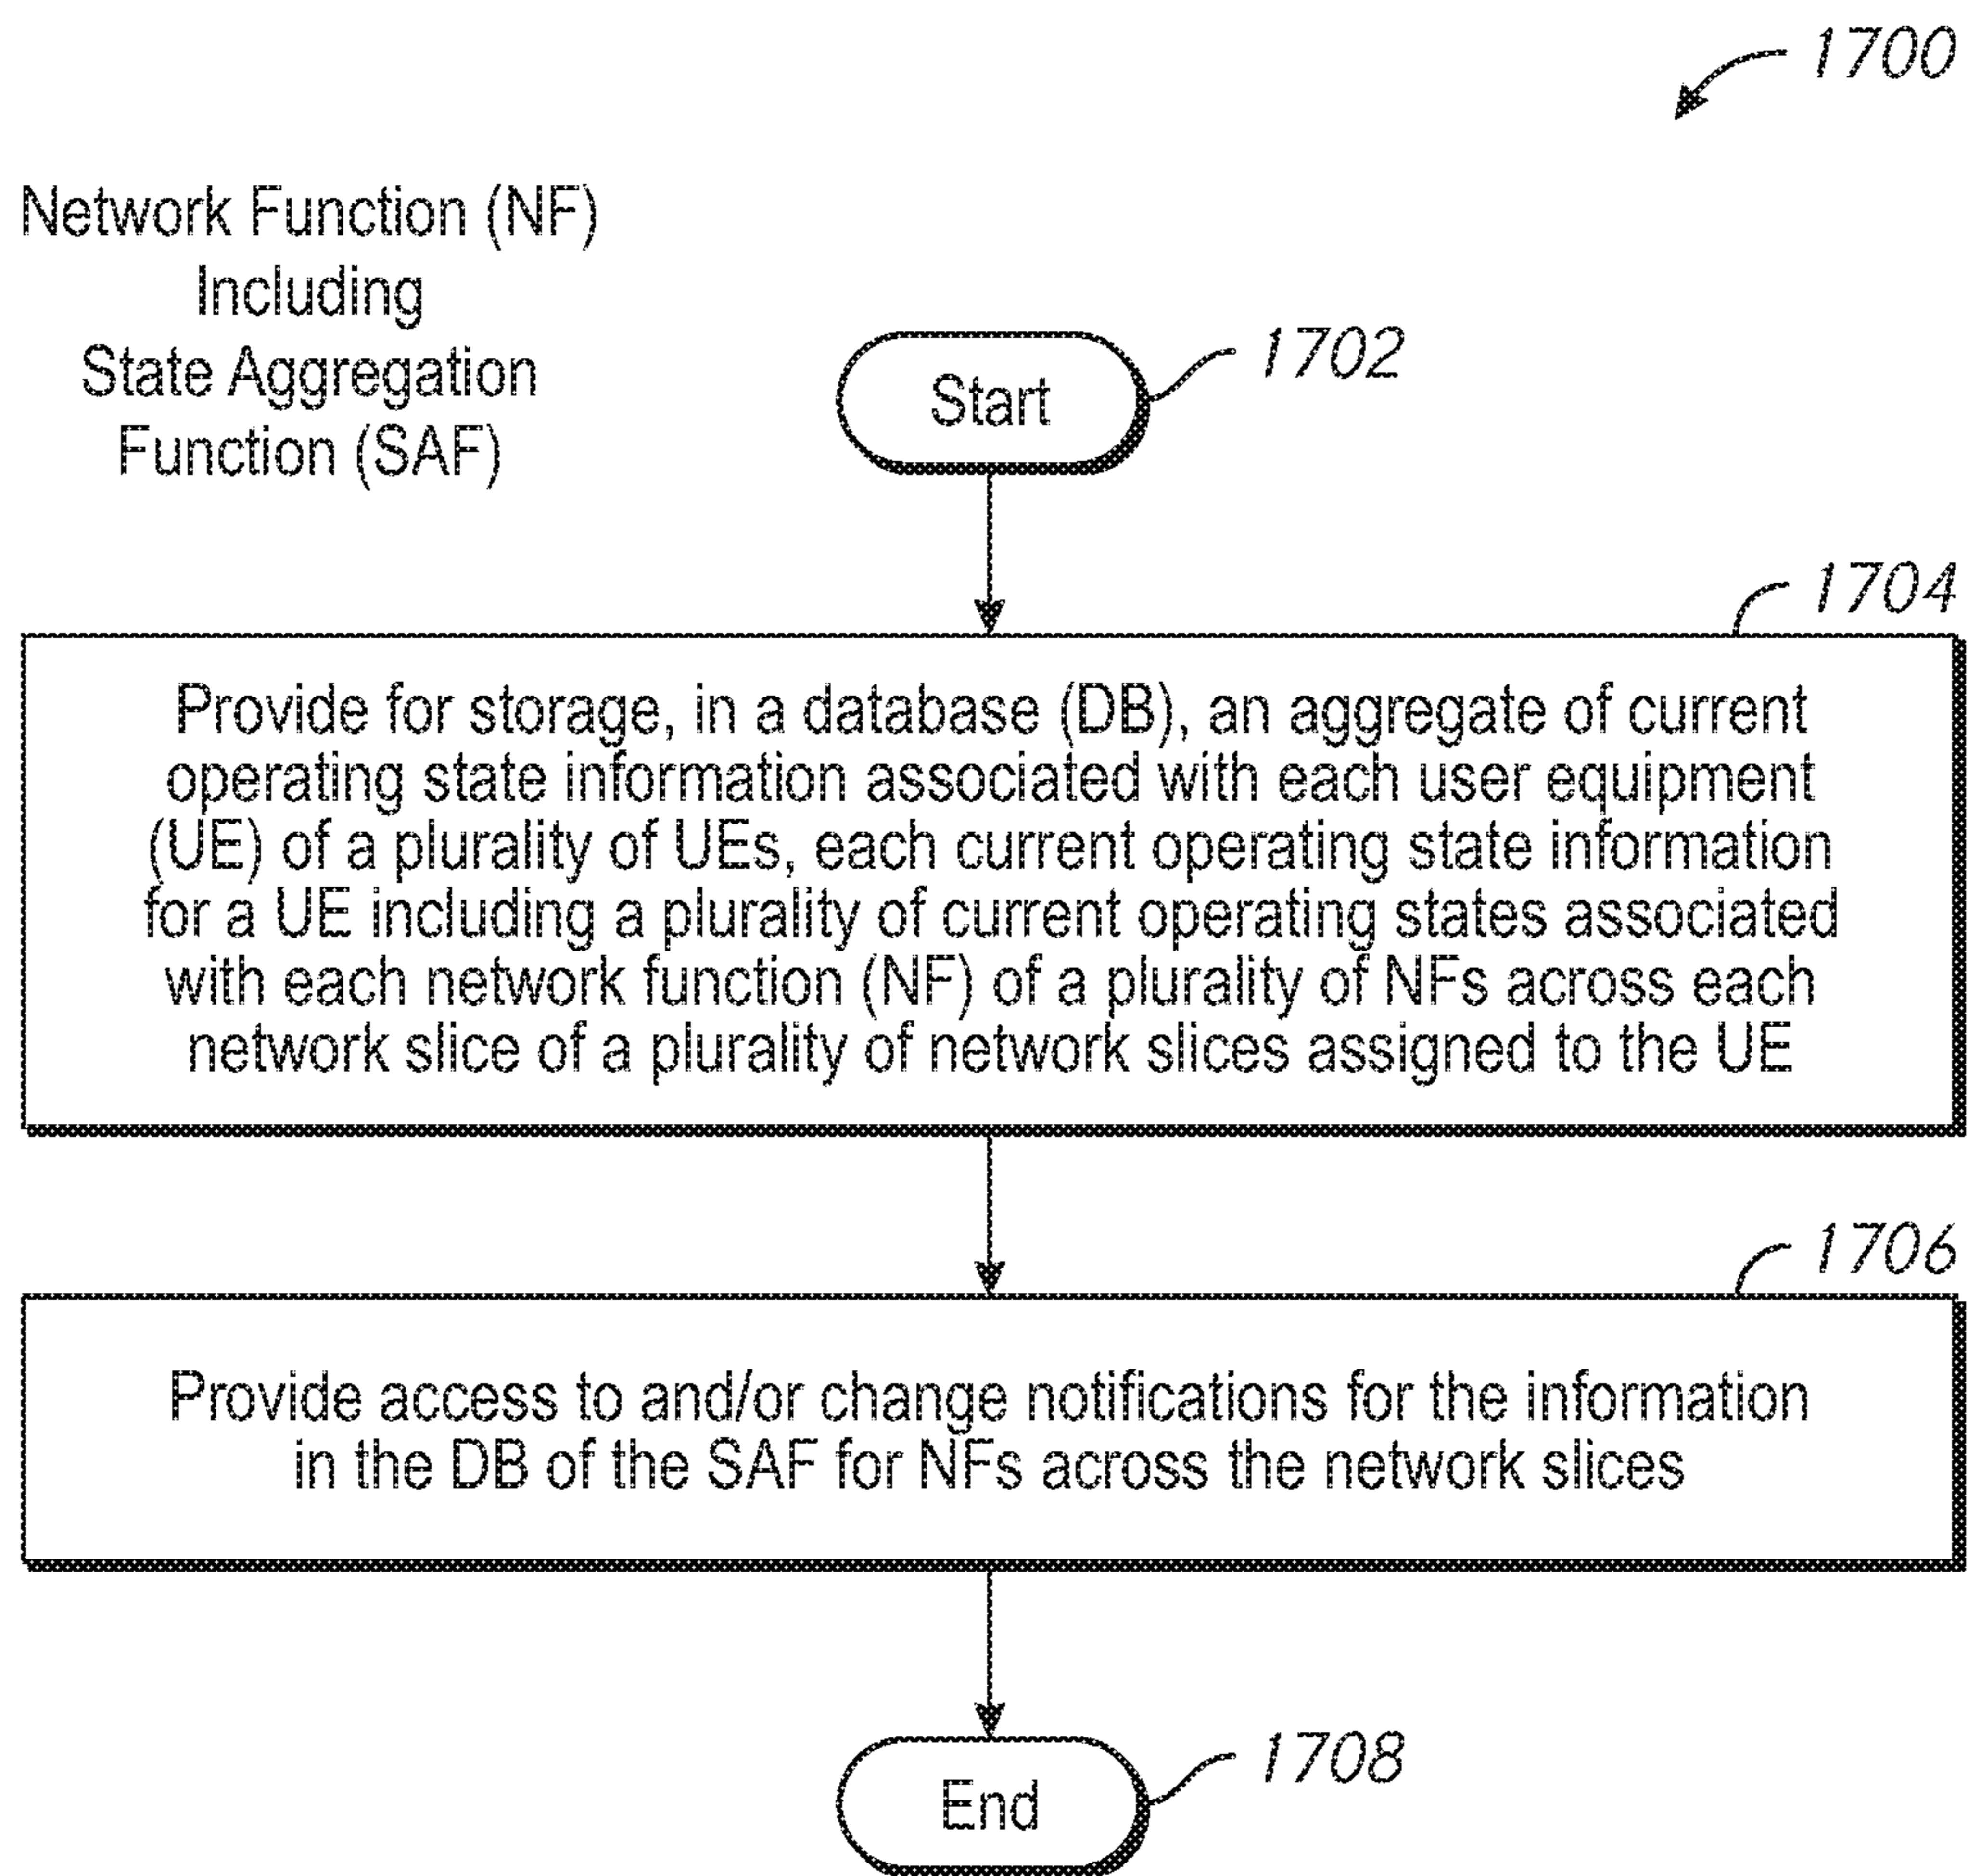 1700
Network Function (NF)
Including
State Aggregation
Function (SAF)
Start
1702
1704
Provide for storage, in a database (DB), an aggregate of current
operating state information associated with each user equipment
(UE) of a plurality of UEs, each current operating state information
for a UE including a plurality of current operating states associated
with each network function (NF) of a plurality of NFs across each
network slice of a plurality of network slices assigned to the UE
1706
Provide access to and/or change notifications for the information
in the DB of the SAF for NFs across the network slices
End
1708